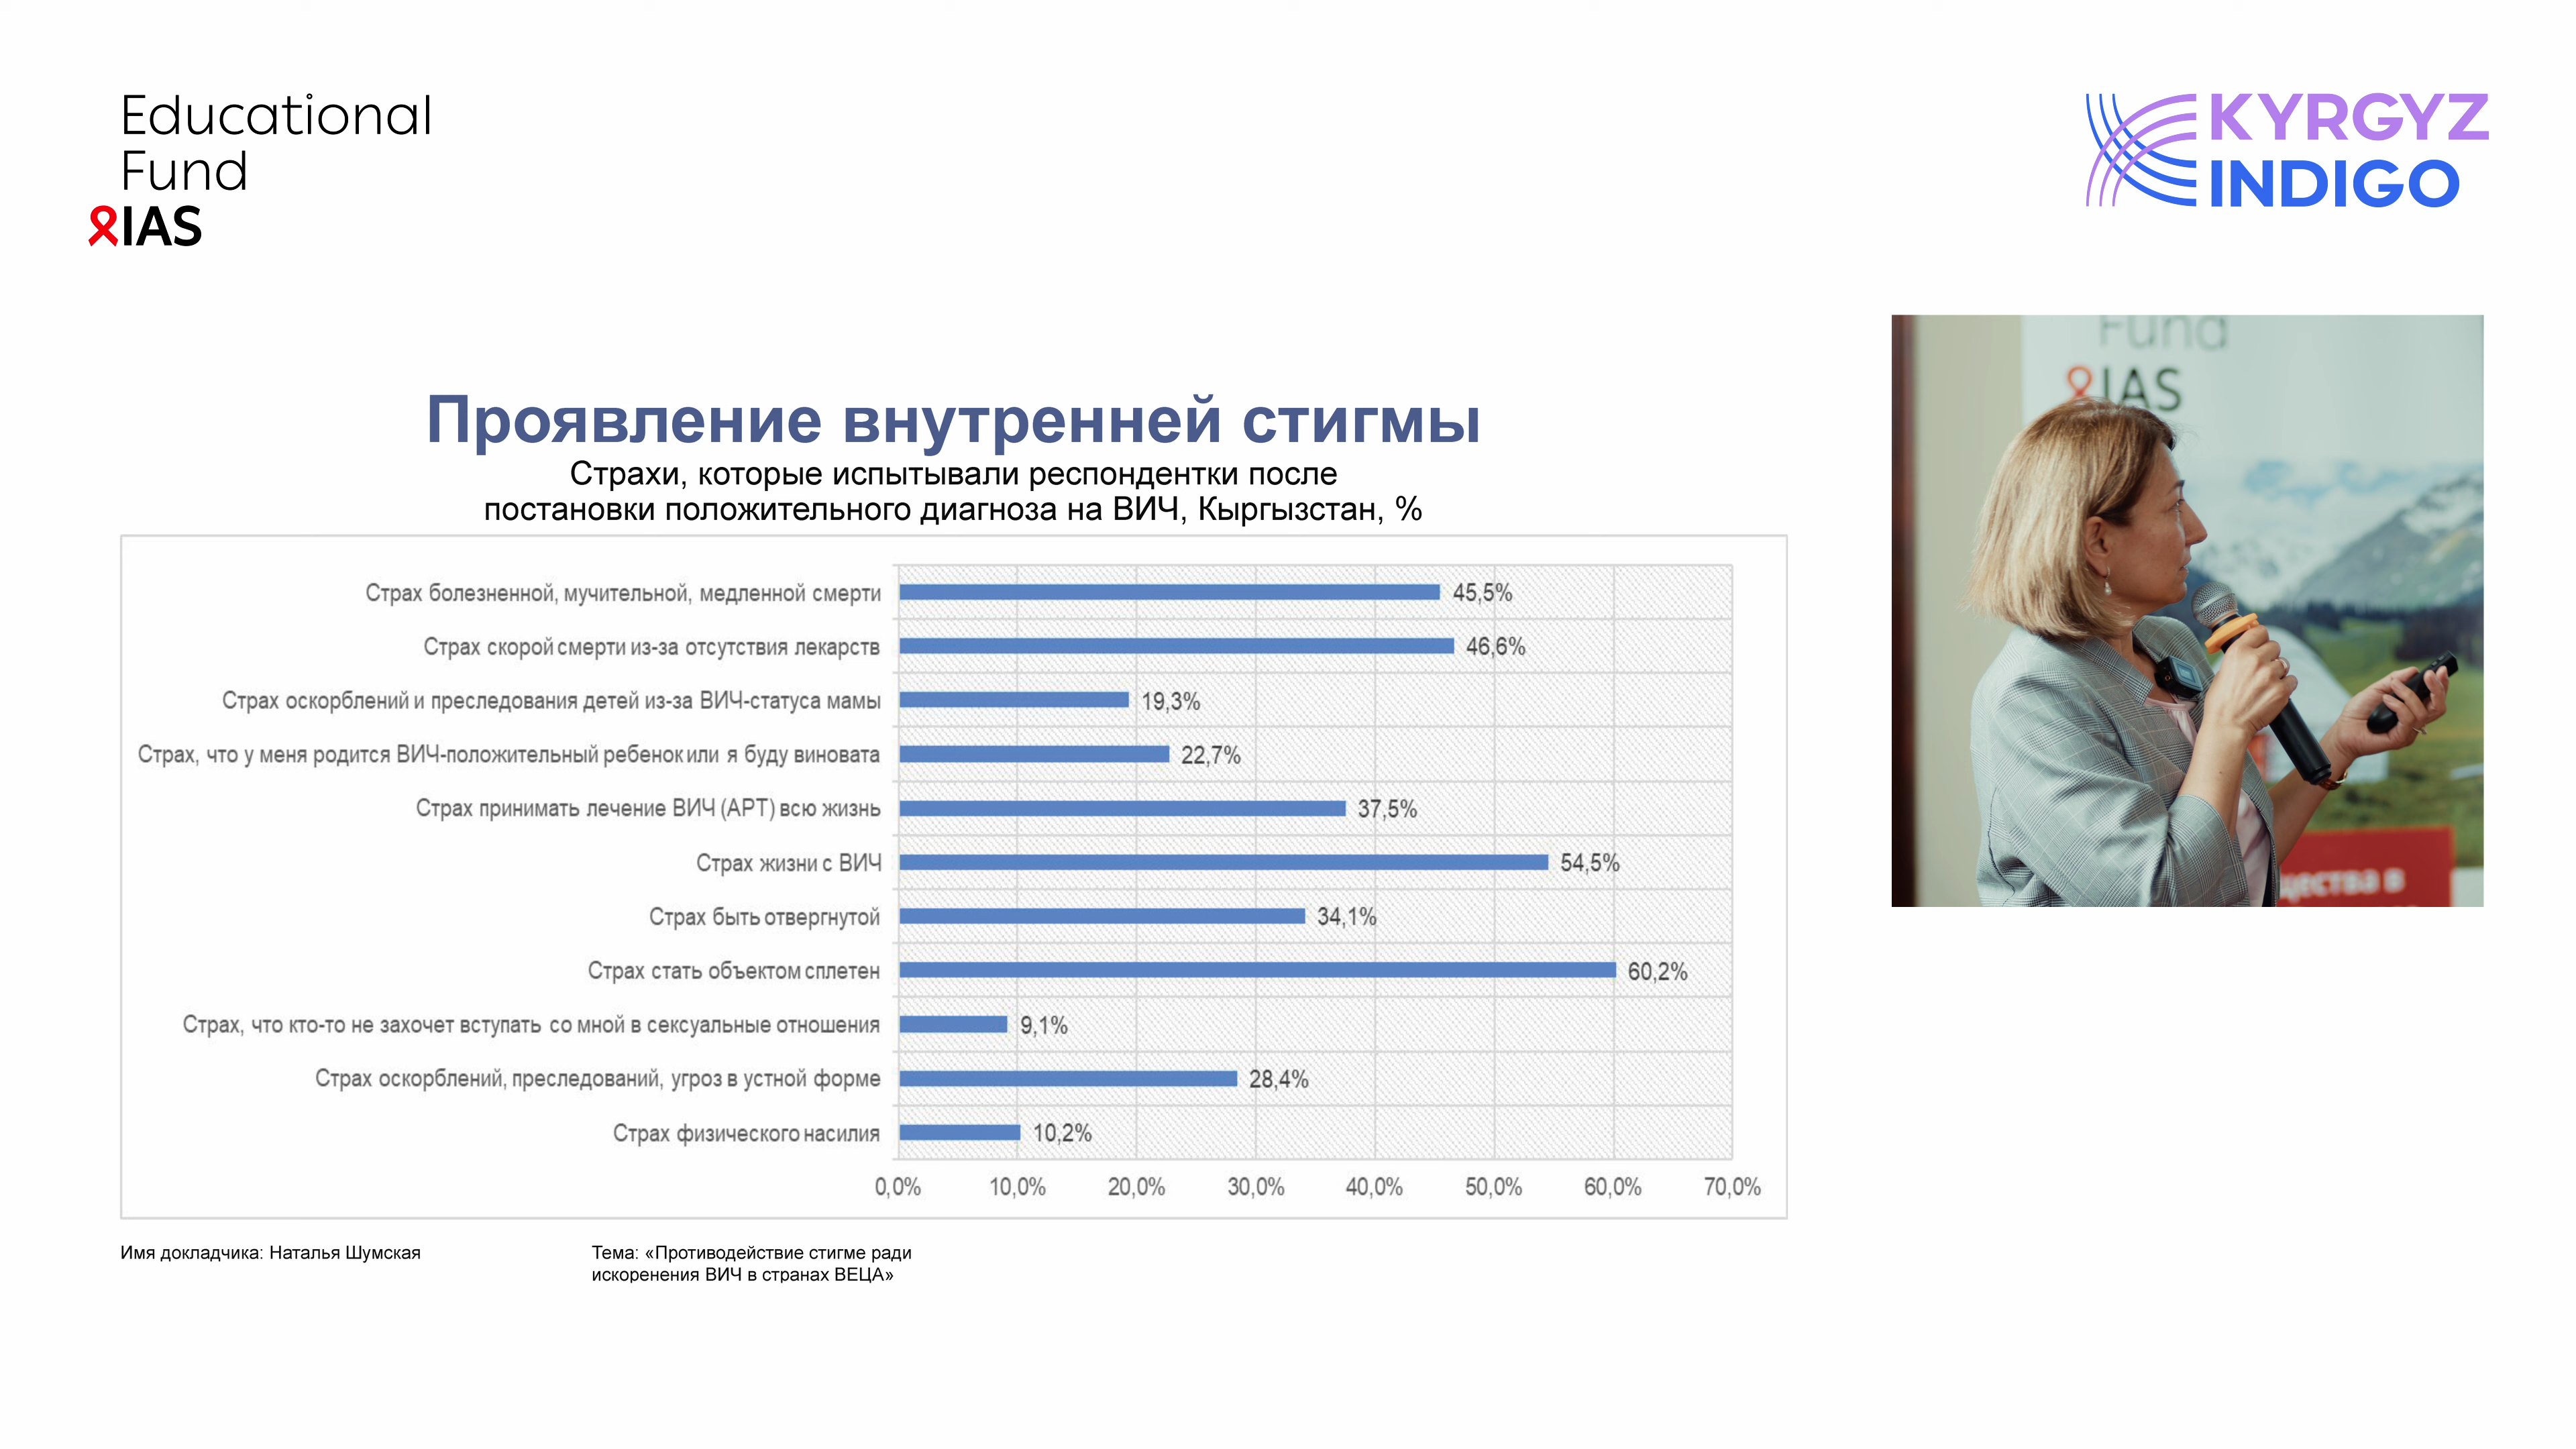 Educational
Fund
IAS
KYRGYZ
INDIGO
Fund
IAS
щества в
Проявление внутренней стигмы
Страхи, которые испытывали респондентки после
постановки положительного диагноза на ВИЧ, Кыргызстан, %
Страх болезненной, мучительной, медленной смерти 45,5%
Страх скорой смерти из-за отсутствия лекарств 46,6%
Страх оскорблений и преследования детей из-за ВИЧ-статуса мамы 19,3%
Страх, что у меня родится ВИЧ-положительный ребенок или я буду виновата 22,7%
Страх принимать лечение ВИЧ (АРТ) всю жизнь 37,5%
Страх жизни с ВИЧ 54,5%
Страх быть отвергнутой 34,1%
Страх стать объектом сплетен 60,2%
Страх, что кто-то не захочет вступать со мной в сексуальные отношения 9,1%
Страх оскорблений, преследований, угроз в устной форме 28,4%
Страх физического насилия 10,2%
0,0% 10,0% 20,0% 30,0% 40,0% 50,0% 60,0% 70,0%
Имя докладчика: Наталья Шумская
Тема: «Противодействие стигме ради
искоренения ВИЧ в странах ВЕЦА»